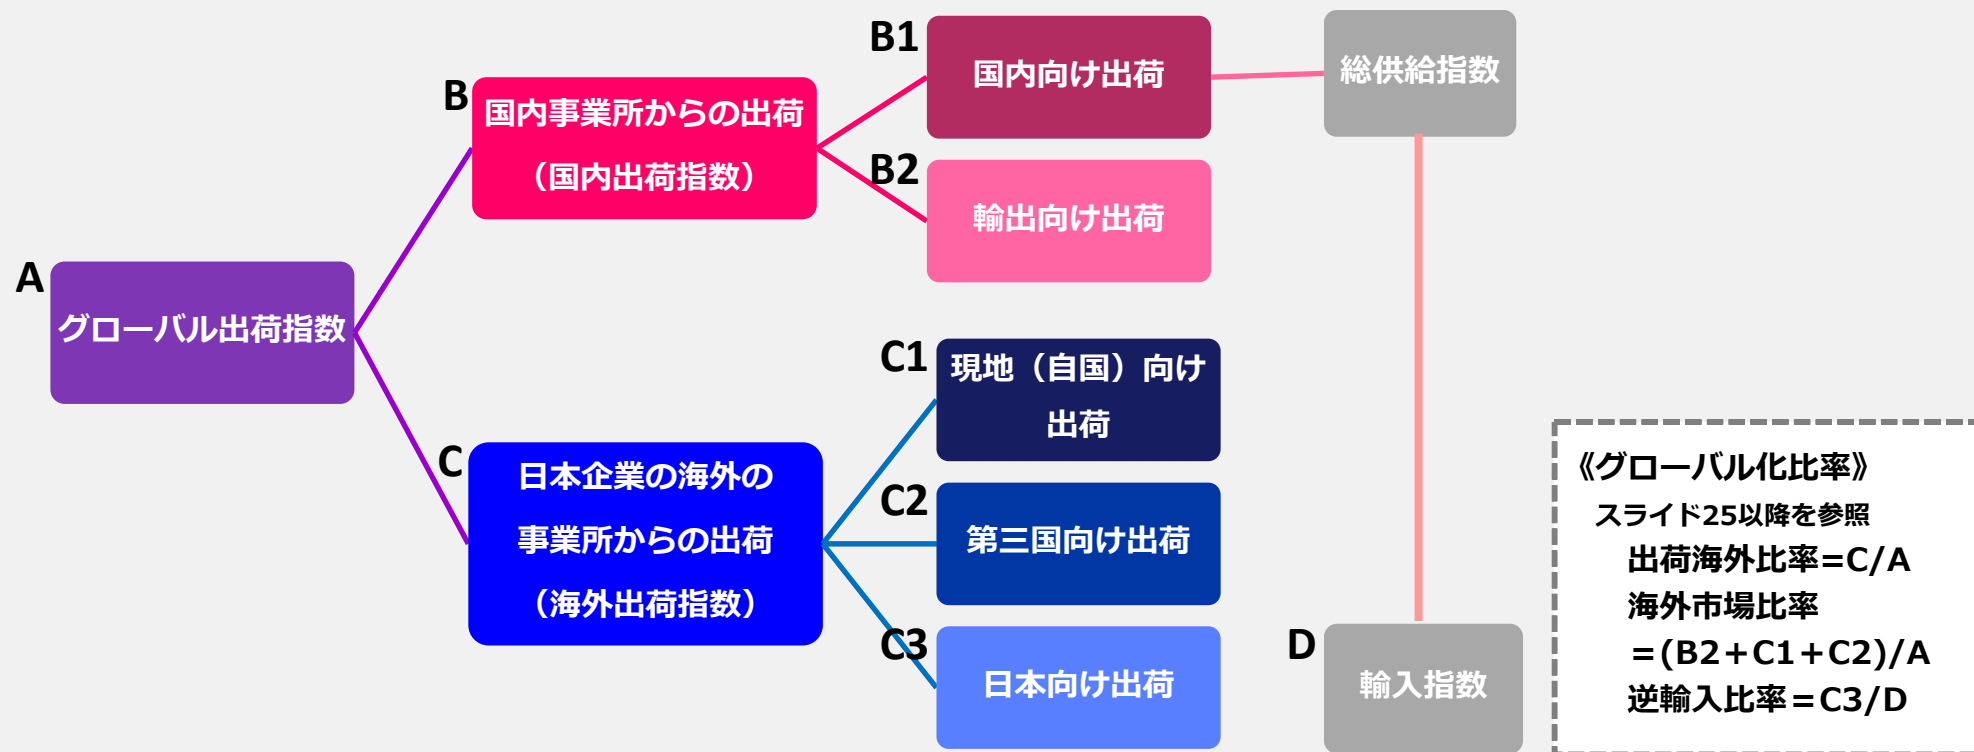 A
グローバル出荷指数
B
国内事業所からの出荷
（国内出荷指数）
B1
国内向け出荷
B2
輸出向け出荷
総供給指数
C
日本企業の海外の
事業所からの出荷
（海外出荷指数）
C1
現地（自国）向け
出荷
C2
第三国向け出荷
C3
日本向け出荷
D
輸入指数
《グローバル化比率》
スライド25以降を参照
出荷海外比率=C/A
海外市場比率
=(B2+C1+C2)/A
逆輸入比率=C3/D